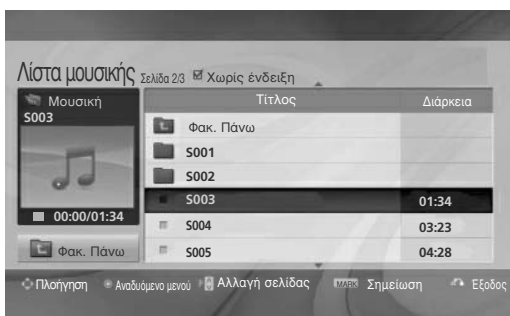 Λίστα μουσικής Σελίδα 2/3 Χωρίς ένδειξη
Μουσική
S003
00:00/01:34
Φακ. Πάνω
Τίτλος Διάρκεια
Φακ. Πάνω
S001
S002
S003 01:34
S004 03:23
S005 04:28
Πλοήγηση Αναδυόμενο μενού Αλλαγή σελίδας MARK Σημείωση Εξοδος